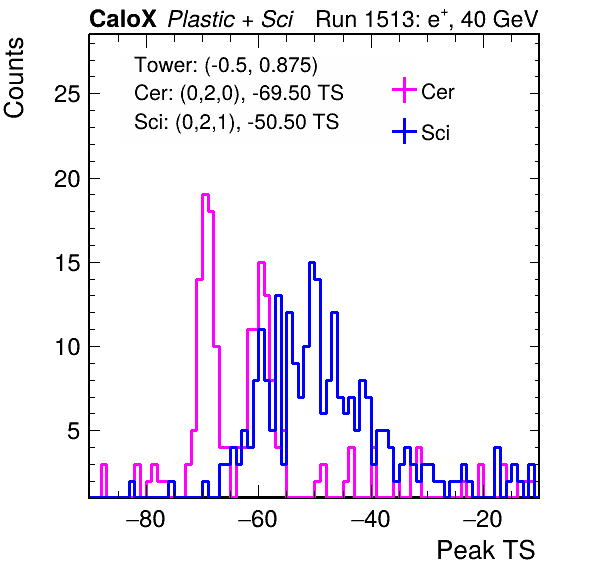 CaloX Plastic + Sci Run 1513: e+, 40 GeV
Counts
Tower: (-0.5, 0.875)
Cer: (0,2,0), -69.50 TS
Sci: (0,2,1), -50.50 TS
Cer
Sci
25
20
15
10
5
−80 −60 −40 −20
Peak TS